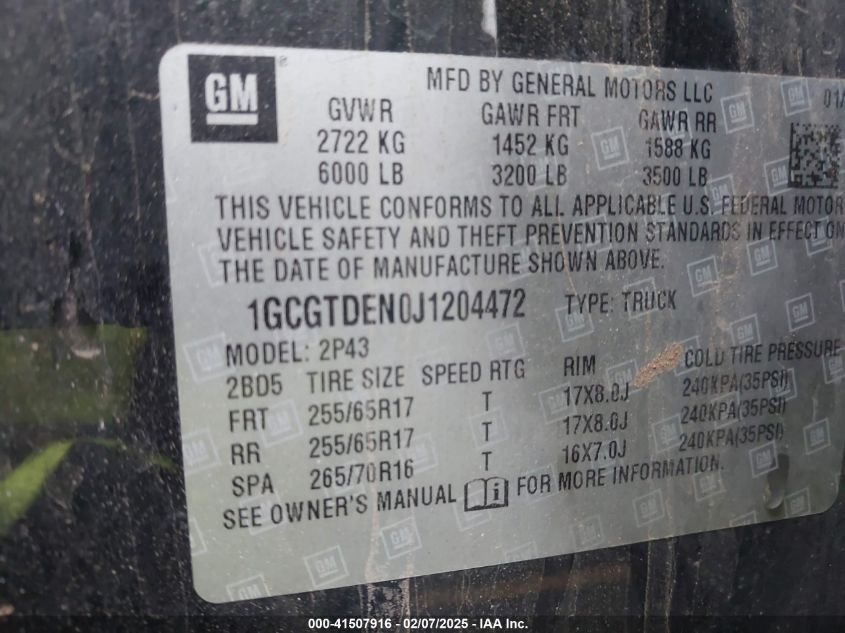 GM
MFD BY GENERAL MOTORS LLC
01/
GVWR GAWR FRT GAWR RR
2722 KG 1452 KG 1588 KG
6000 LB 3200 LB 3500 LB
THIS VEHICLE CONFORMS TO ALL APPLICABLE U.S. FEDERAL MOTOR
VEHICLE SAFETY AND THEFT PREVENTION STANDARDS IN EFFECT ON
THE DATE OF MANUFACTURE SHOWN ABOVE.
1GCGTDEN0J1204472 TYPE: TRUCK
MODEL: 2P43
2BD5 TIRE SIZE SPEED RTG RIM COLD TIRE PRESSURE
FRT 255/65R17 T 17X8.0J 240KPA(35PSI)
RR 255/65R17 T 17X8.0J 240KPA(35PSI)
SPA 265/70R16 T 16X7.0J 240KPA(35PSI)
SEE OWNER'S MANUAL FOR MORE INFORMATION.
000-41507916 - 02/07/2025 - IAA Inc.